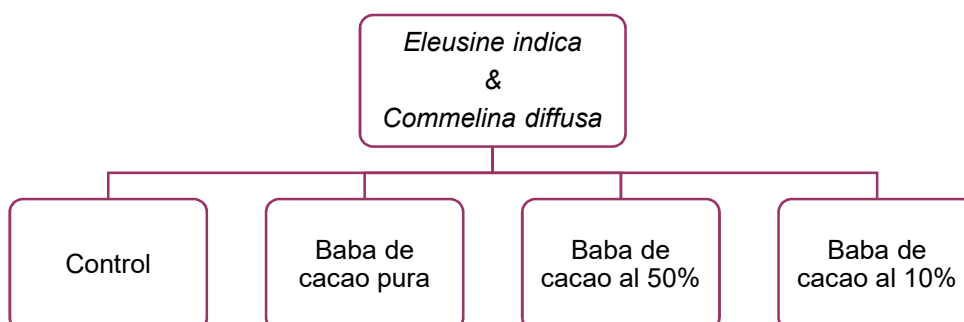 Eleusine indica
&
Commelina diffusa
Control
Baba de
cacao pura
Baba de
cacao al 50%
Baba de
cacao al 10%